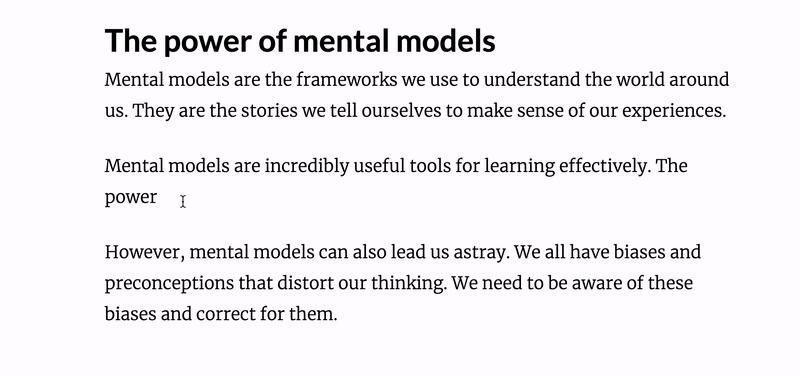 The power of mental models
Mental models are the frameworks we use to understand the world around
us. They are the stories we tell ourselves to make sense of our experiences.
Mental models are incredibly useful tools for learning effectively. The
power
However, mental models can also lead us astray. We all have biases and
preconceptions that distort our thinking. We need to be aware of these
biases and correct for them.